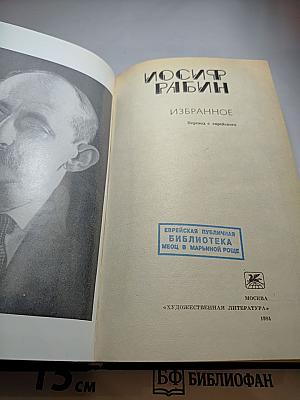 ИОСИФ
РАБИН
ИЗБРАННОЕ
Перевод с еврейского
ЕВРЕЙСКАЯ ПУБЛИЧНАЯ
БИБЛИОТЕКА
МЕОЦ В МАРЬИНОЙ РОЩЕ
МОСКВА
«ХУДОЖЕСТВЕННАЯ ЛИТЕРАТУРА»
1984
15 см
БФ БИБЛИОФАН